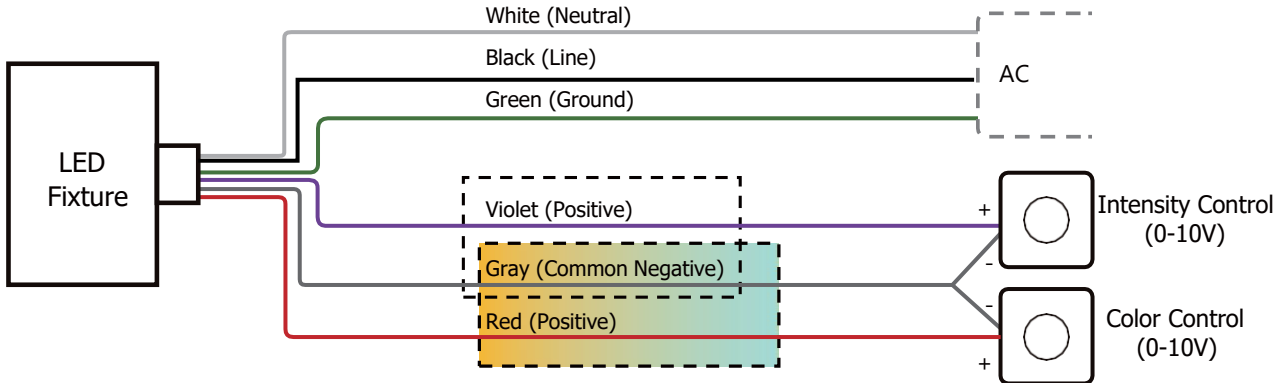 White (Neutral)
Black (Line)
AC
Green (Ground)
LED
Fixture
Violet (Positive)
+
Intensity Control
(0-10V)
Gray (Common Negative)
-
-
Red (Positive)
Color Control
(0-10V)
+